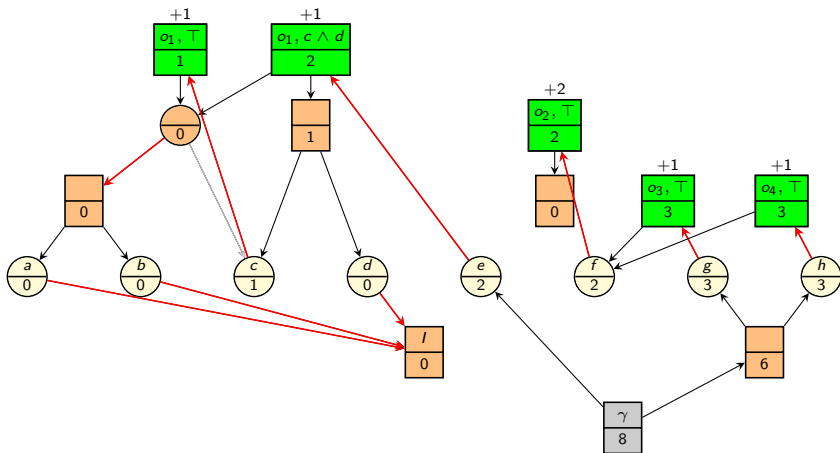 +1 +1
o₁, ⊤ o₁, c ∧ d
1 2
+2
o₂, ⊤
2
0
1
+1 +1
o₃, ⊤ o₄, ⊤
3 3
0
0
a b c d e f g h
0 0 1 0 2 2 3 3
I
0
6
γ
8